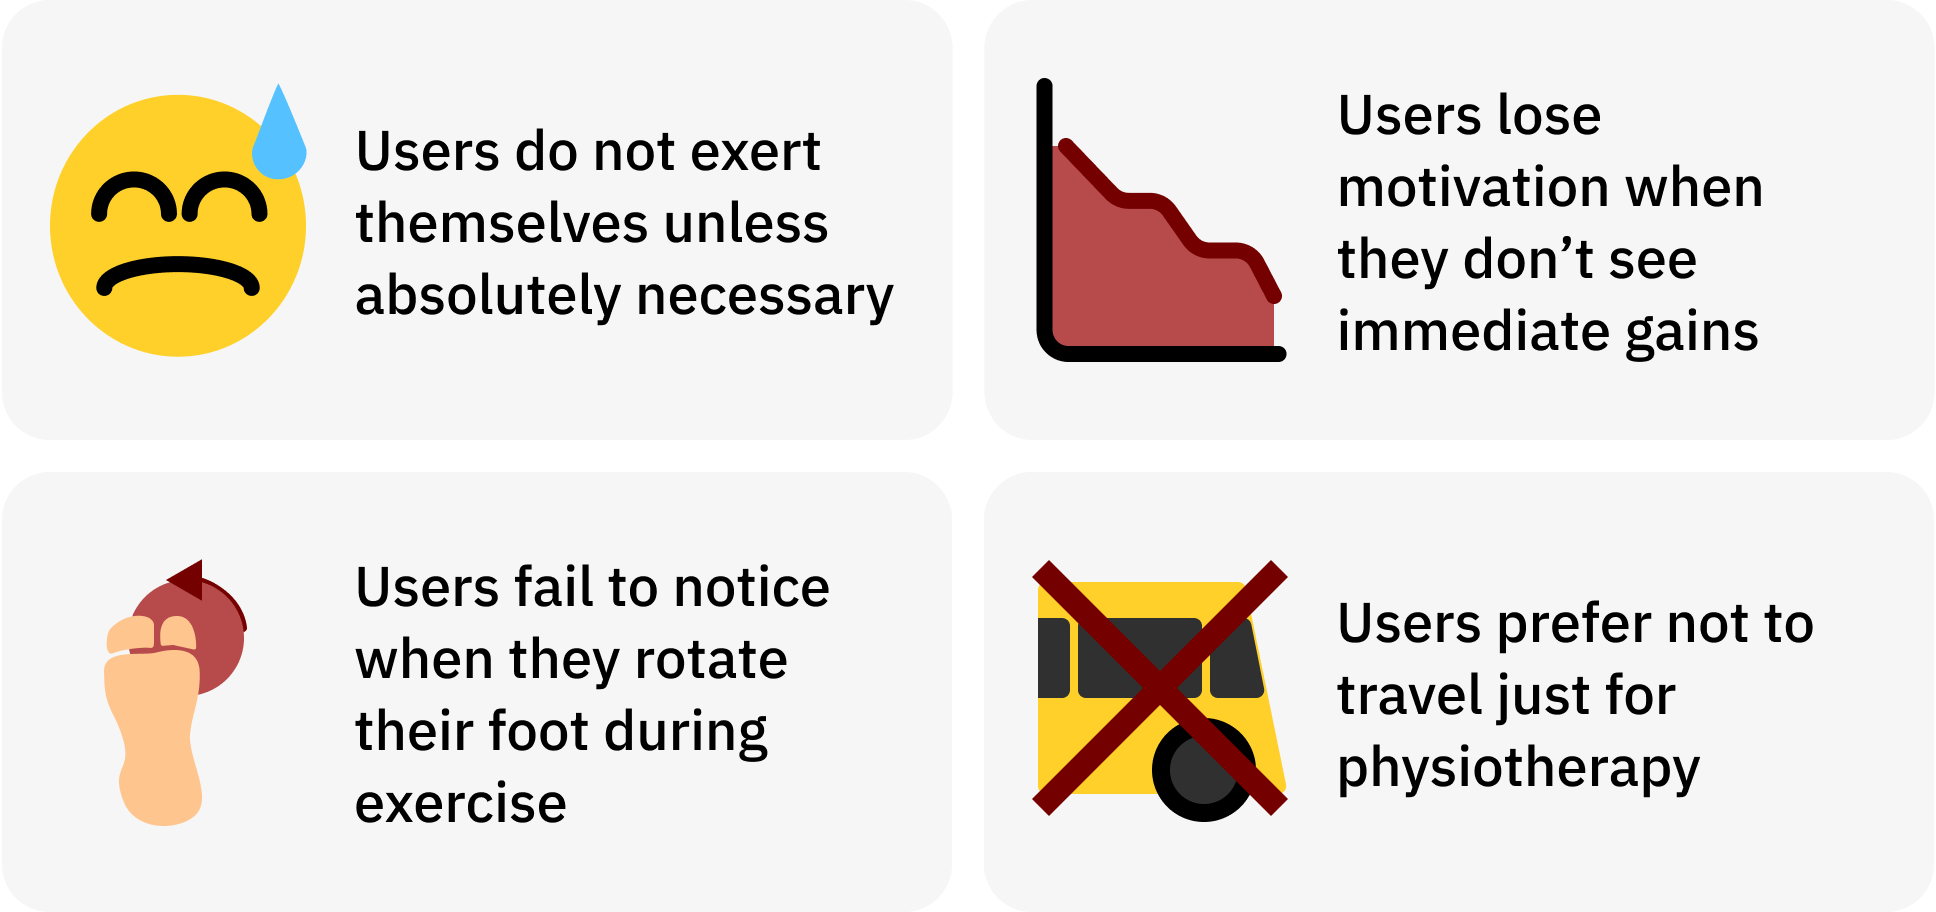 Users do not exert
themselves unless
absolutely necessary
Users lose
motivation when
they don’t see
immediate gains
Users fail to notice
when they rotate
their foot during
exercise
Users prefer not to
travel just for
physiotherapy